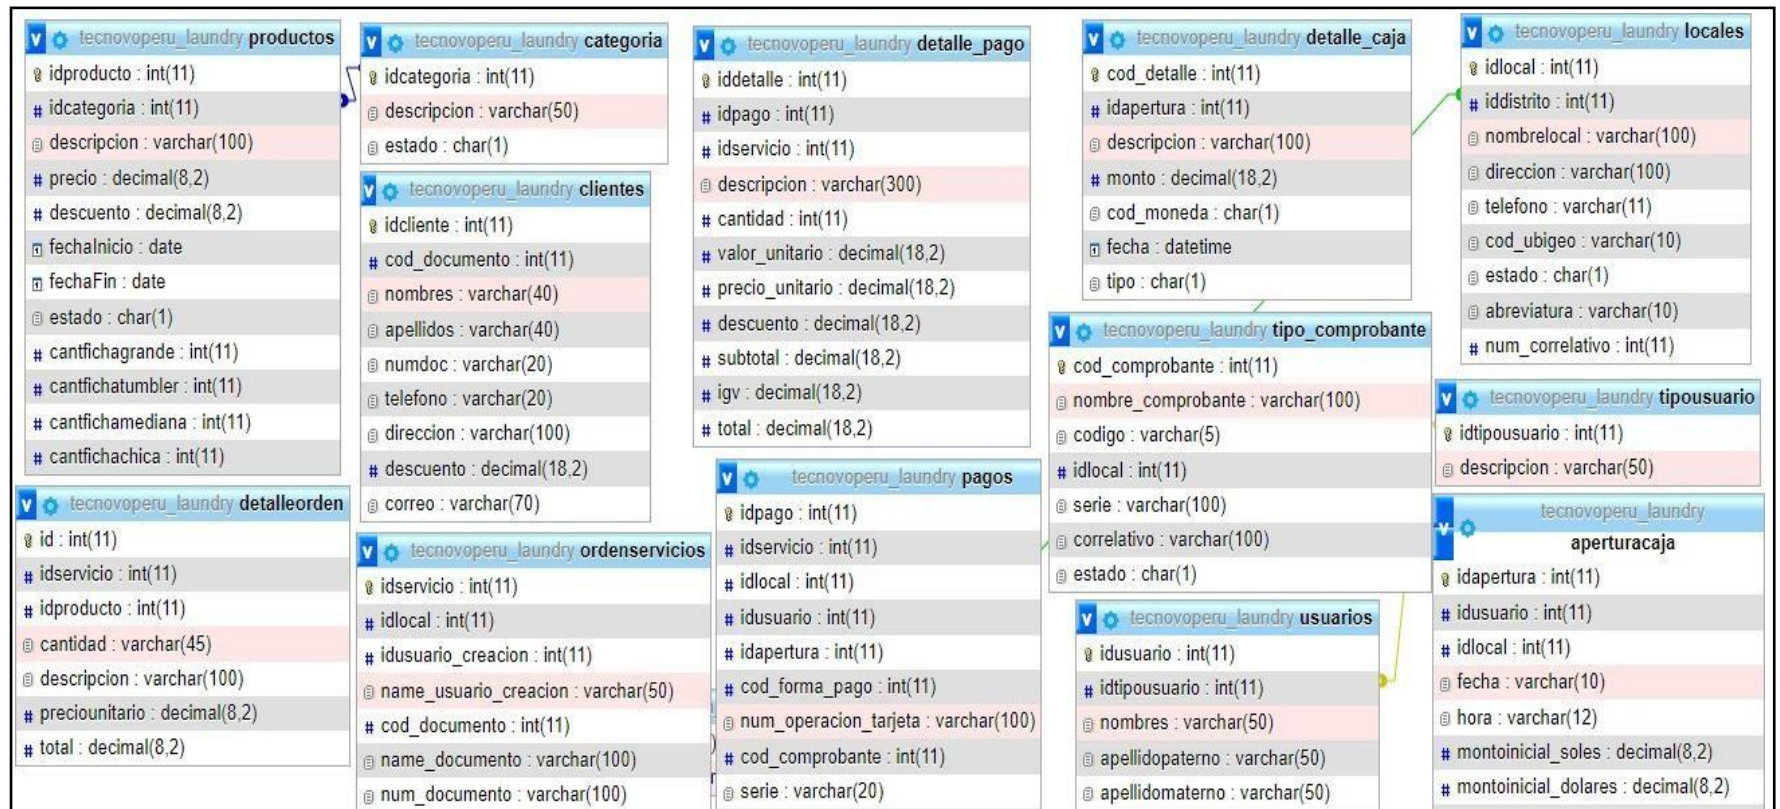 tecnovoperu_laundry productos
idproducto : int(11)
idcategoria : int(11)
descripcion : varchar(100)
precio : decimal(8,2)
descuento : decimal(8,2)
fechaInicio : date
fechaFin : date
estado : char(1)
cantfichagrande : int(11)
cantfichatumbler : int(11)
cantfichamediana : int(11)
cantfichachica : int(11)
tecnovoperu_laundry detalleorden
id : int(11)
idservicio : int(11)
idproducto : int(11)
cantidad : varchar(45)
descripcion : varchar(100)
preciounitario : decimal(8,2)
total : decimal(8,2)
tecnovoperu_laundry categoria
idcategoria : int(11)
descripcion : varchar(50)
estado : char(1)
tecnovoperu_laundry clientes
idcliente : int(11)
cod_documento : int(11)
nombres : varchar(40)
apellidos : varchar(40)
numdoc : varchar(20)
telefono : varchar(20)
direccion : varchar(100)
descuento : decimal(18,2)
correo : varchar(70)
tecnovoperu_laundry ordenservicios
idservicio : int(11)
idlocal : int(11)
idusuario_creacion : int(11)
name_usuario_creacion : varchar(50)
cod_documento : int(11)
name_documento : varchar(100)
num_documento : varchar(100)
tecnovoperu_laundry detalle_pago
iddetalle : int(11)
idpago : int(11)
idservicio : int(11)
descripcion : varchar(300)
cantidad : int(11)
valor_unitario : decimal(18,2)
precio_unitario : decimal(18,2)
descuento : decimal(18,2)
subtotal : decimal(18,2)
igv : decimal(18,2)
total : decimal(18,2)
tecnovoperu_laundry pagos
idpago : int(11)
idservicio : int(11)
idlocal : int(11)
idusuario : int(11)
idapertura : int(11)
cod_forma_pago : int(11)
num_operacion_tarjeta : varchar(100)
cod_comprobante : int(11)
serie : varchar(20)
tecnovoperu_laundry detalle_caja
cod_detalle : int(11)
idapertura : int(11)
descripcion : varchar(100)
monto : decimal(18,2)
cod_moneda : char(1)
fecha : datetime
tipo : char(1)
tecnovoperu_laundry tipo_comprobante
cod_comprobante : int(11)
nombre_comprobante : varchar(100)
codigo : varchar(5)
idlocal : int(11)
serie : varchar(100)
correlativo : varchar(100)
estado : char(1)
tecnovoperu_laundry usuarios
idusuario : int(11)
idtipousuario : int(11)
nombres : varchar(50)
apellidopaterno : varchar(50)
apellidomaterno : varchar(50)
tecnovoperu_laundry locales
idlocal : int(11)
iddistrito : int(11)
nombrelocal : varchar(100)
direccion : varchar(100)
telefono : varchar(11)
cod_ubigeo : varchar(10)
estado : char(1)
abreviatura : varchar(10)
num_correlativo : int(11)
tecnovoperu_laundry tipousuario
idtipousuario : int(11)
descripcion : varchar(50)
tecnovoperu_laundry
aperturacaja
idapertura : int(11)
idusuario : int(11)
idlocal : int(11)
fecha : varchar(10)
hora : varchar(12)
montoinicial_soles : decimal(8,2)
montoinicial_dolares : decimal(8,2)